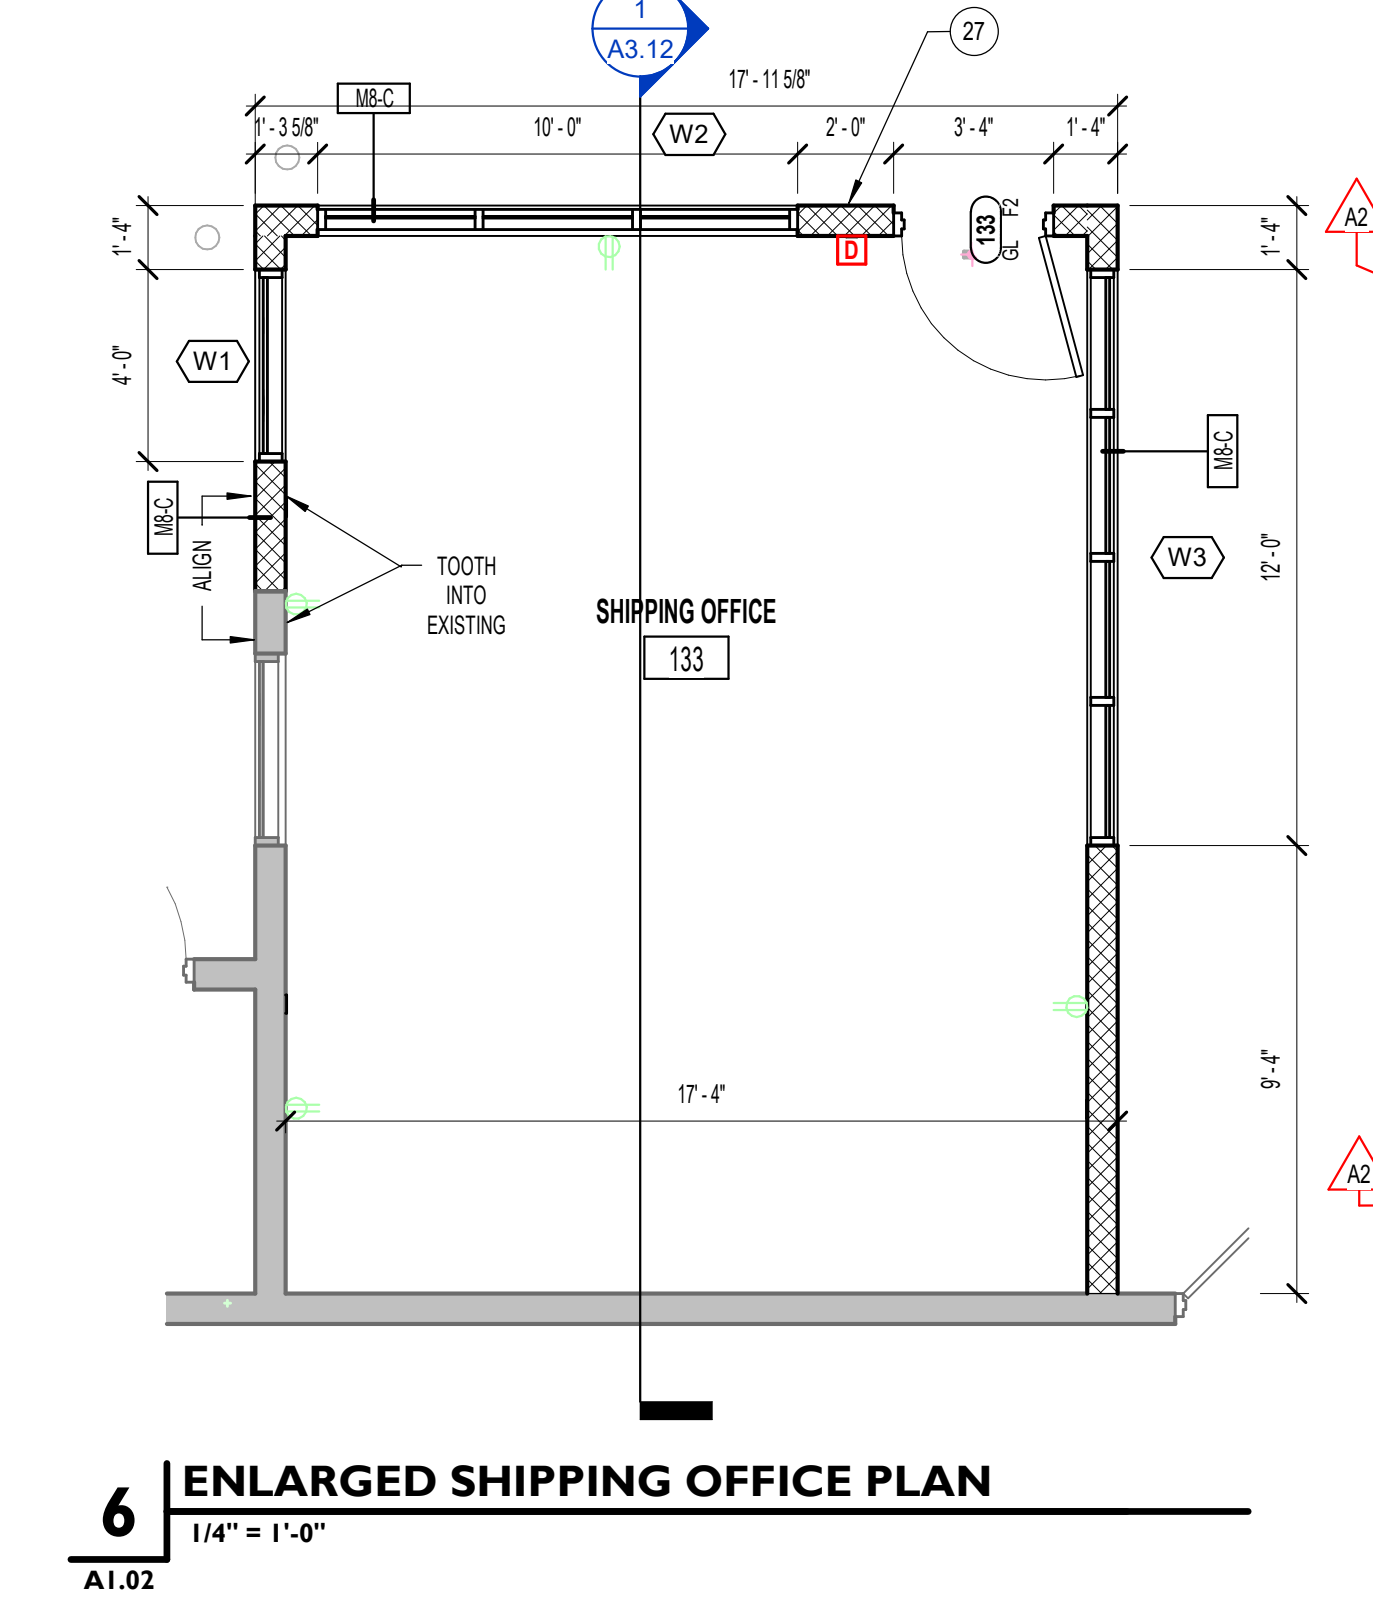 1
A3.12
27
17' - 11 5/8"
M8-C
1' - 3 5/8"
10' - 0"
W2
2' - 0"
3' - 4"
1' - 4"
1' - 4"
133
GL
F2
D
1' - 4"
A2
4' - 0"
W1
M8-C
ALIGN
TOOTH
INTO
EXISTING
SHIPPING OFFICE
133
M8-C
W3
12' - 0"
17' - 4"
9' - 4"
A2
6
ENLARGED SHIPPING OFFICE PLAN
1/4" = 1'-0"
A1.02